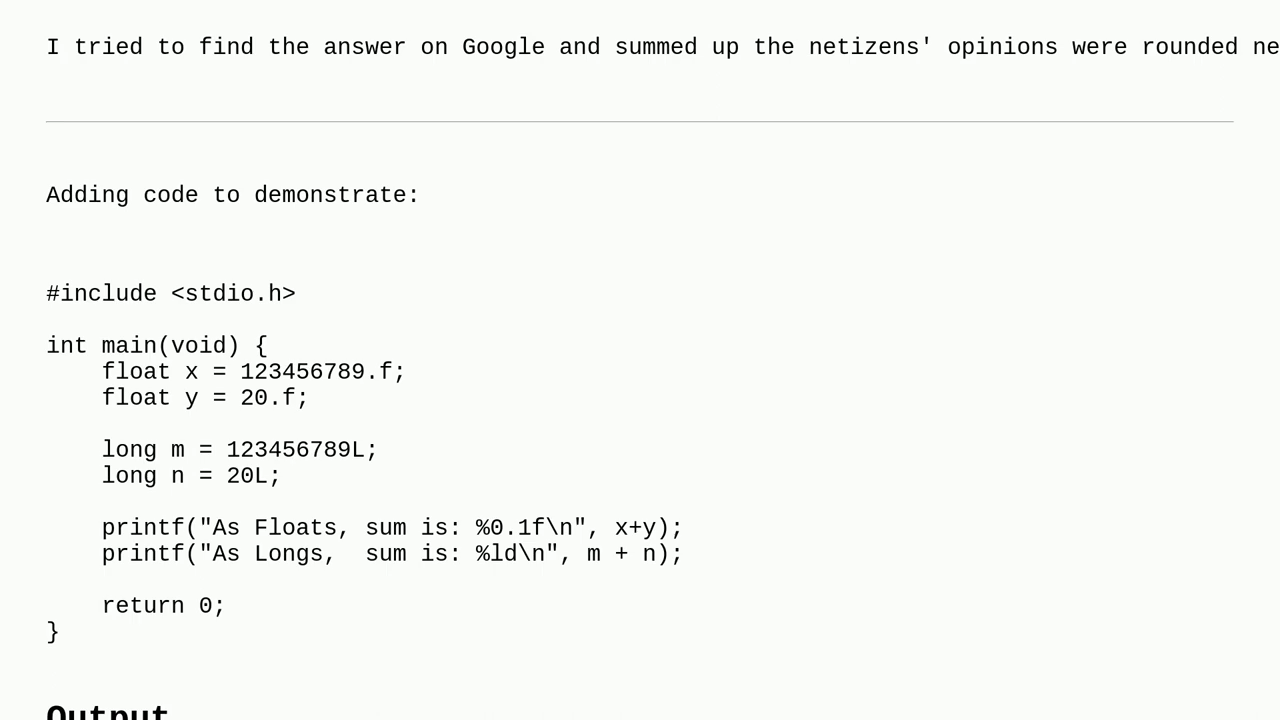 I tried to find the answer on Google and summed up the netizens' opinions were rounded
Adding code to demonstrate:
#include <stdio.h>
int main(void) {
    float x = 123456789.f;
    float y = 20.f;
    long m = 123456789L;
    long n = 20L;
    printf("As Floats, sum is: %0.1f\n", x+y);
    printf("As Longs,  sum is: %ld\n", m + n);
    return 0;
}
Output